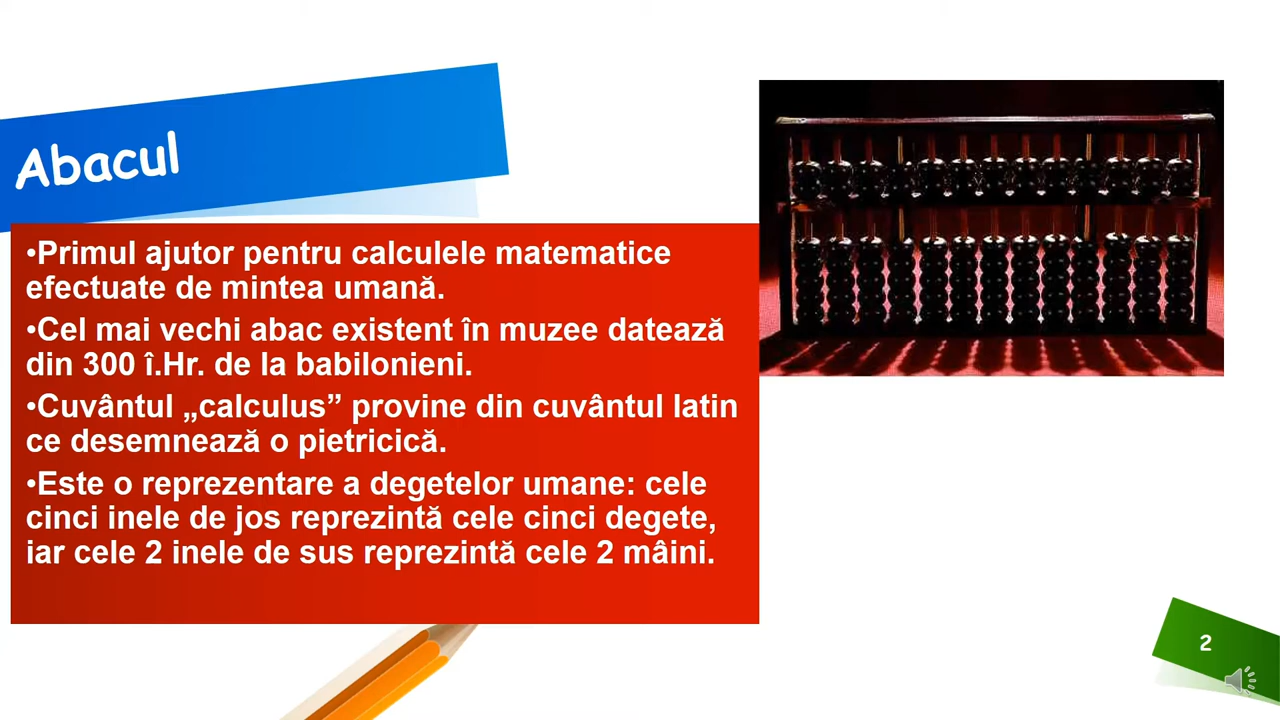 Abacul
•Primul ajutor pentru calculele matematice
efectuate de mintea umană.
•Cel mai vechi abac existent în muzee datează
din 300 î.Hr. de la babilonieni.
•Cuvântul „calculus” provine din cuvântul latin
ce desemnează o pietricică.
•Este o reprezentare a degetelor umane: cele
cinci inele de jos reprezintă cele cinci degete,
iar cele 2 inele de sus reprezintă cele 2 mâini.
2